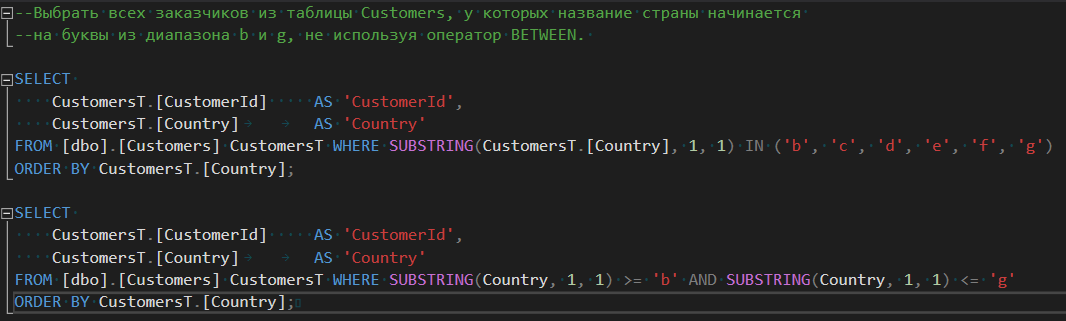 --Выбрать всех заказчиков из таблицы Customers, у которых название страны начинается
--на буквы из диапазона b и g, не используя оператор BETWEEN.
SELECT
CustomersT.[CustomerId] AS 'CustomerId',
CustomersT.[Country] AS 'Country'
FROM [dbo].[Customers] CustomersT WHERE SUBSTRING(CustomersT.[Country], 1, 1) IN ('b', 'c', 'd', 'e', 'f', 'g')
ORDER BY CustomersT.[Country];
SELECT
CustomersT.[CustomerId] AS 'CustomerId',
CustomersT.[Country] AS 'Country'
FROM [dbo].[Customers] CustomersT WHERE SUBSTRING(Country, 1, 1) >= 'b' AND SUBSTRING(Country, 1, 1) <= 'g'
ORDER BY CustomersT.[Country];